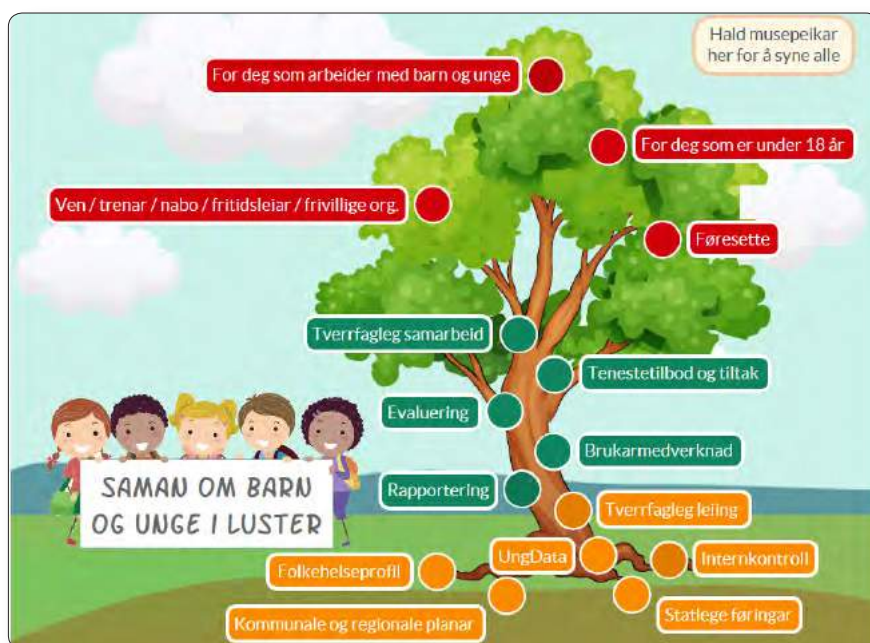 Hald musepeikar
her for å syne alle
For deg som arbeider med barn og unge
For deg som er under 18 år
Ven / trenar / nabo / fritidsleiar / frivillige org.
Føresette
Tverrfagleg samarbeid
Tenestetilbod og tiltak
Evaluering
Brukarmedverknad
Rapportering
SAMAN OM BARN
OG UNGE I LUSTER
Tverrfagleg leiing
UngData
Internkontroll
Folkehelseprofil
Kommunale og regionale planar
Statlege føringar